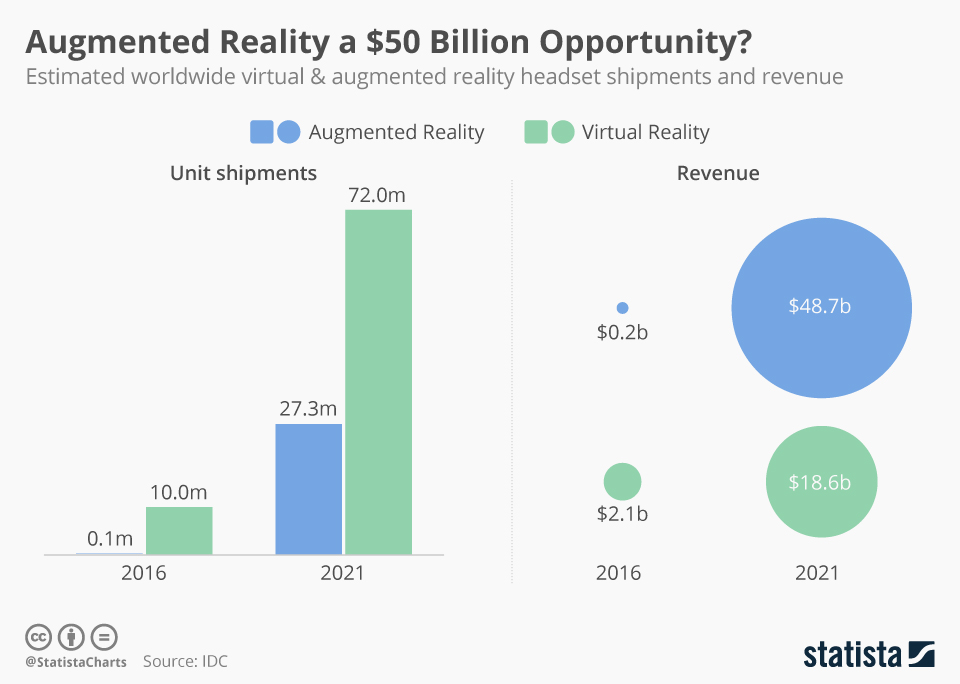 Augmented Reality a $50 Billion Opportunity?
Estimated worldwide virtual & augmented reality headset shipments and revenue
Augmented Reality
Virtual Reality
Unit shipments
72.0m
27.3m
10.0m
0.1m
2016
2021
Revenue
$0.2b
$48.7b
$2.1b
$18.6b
2016
2021
cc
=
@StatistaCharts
Source: IDC
statista